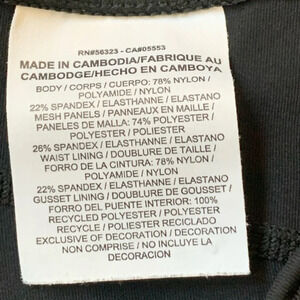 RN#56323 - CA#05553
MADE IN CAMBODIA/FABRIQUE AU
CAMBODGE/HECHO EN CAMBOYA
BODY / CORPS / CUERPO: 78% NYLON /
POLYAMIDE / NYLON
22% SPANDEX / ELASTHANNE / ELASTANO
MESH PANELS / PANNEAUX EN MAILLE /
PANELES DE MALLA: 74% POLYESTER /
POLYESTER / POLIESTER
26% SPANDEX / ELASTHANNE / ELASTANO
WAIST LINING / DOUBLURE DE TAILLE /
FORRO DE LA CINTURA: 78% NYLON /
POLYAMIDE / NYLON
22% SPANDEX / ELASTHANNE / ELASTANO
GUSSET LINING / DOUBLURE DE GOUSSET /
FORRO DEL PUENTE INTERIOR: 100%
RECYCLED POLYESTER / POLYESTER
RECYCLE / POLIESTER RECICLADO
EXCLUSIVE OF DECORATION / DECORATION
NON COMPRISE / NO INCLUYE LA
DECORACION